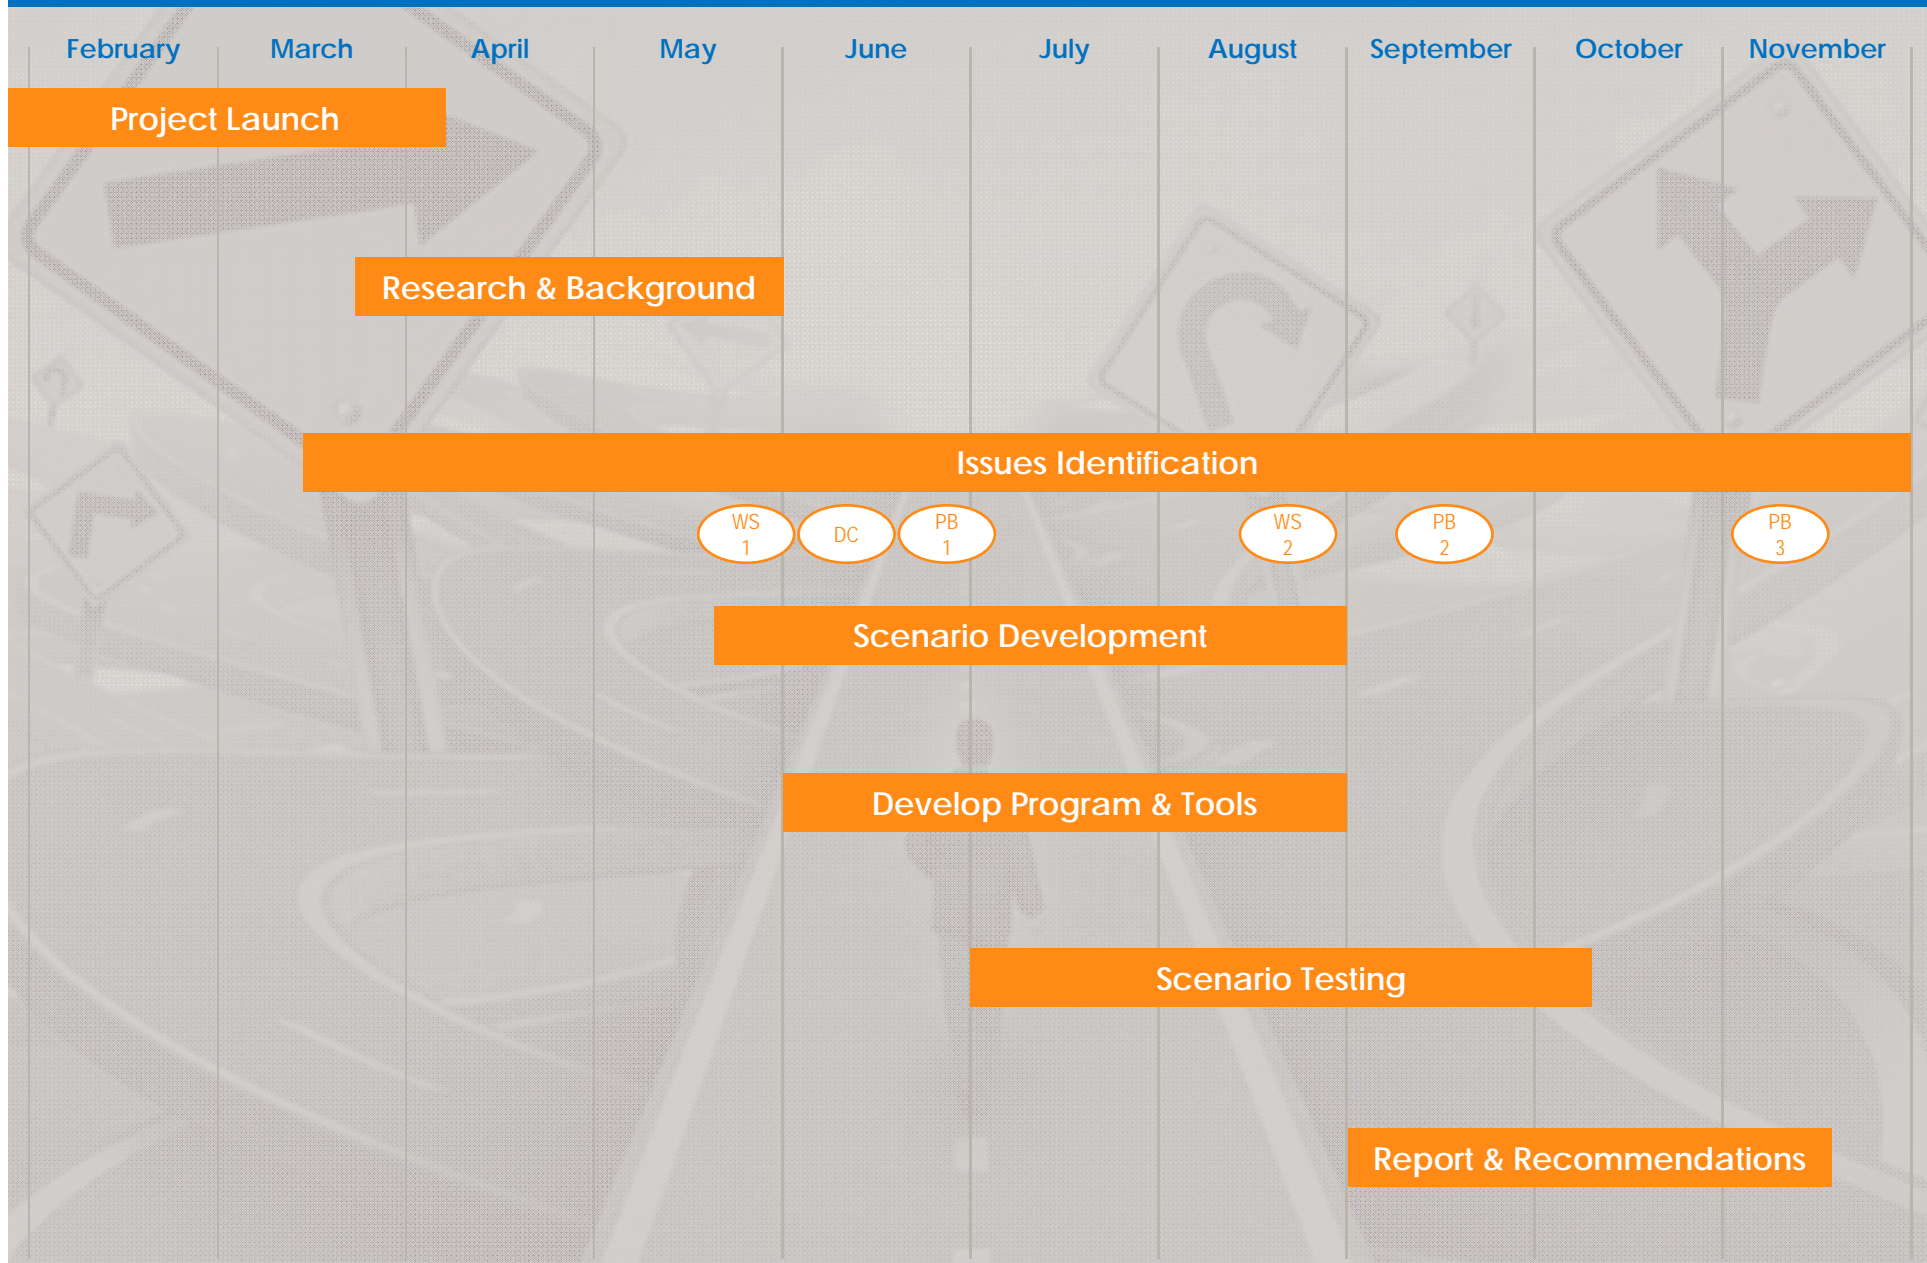 February March April May June July August September October November
Project Launch
Research & Background
Issues Identification
WS
1
DC
PB
1
WS
2
PB
2
PB
3
Scenario Development
Develop Program & Tools
Scenario Testing
Report & Recommendations